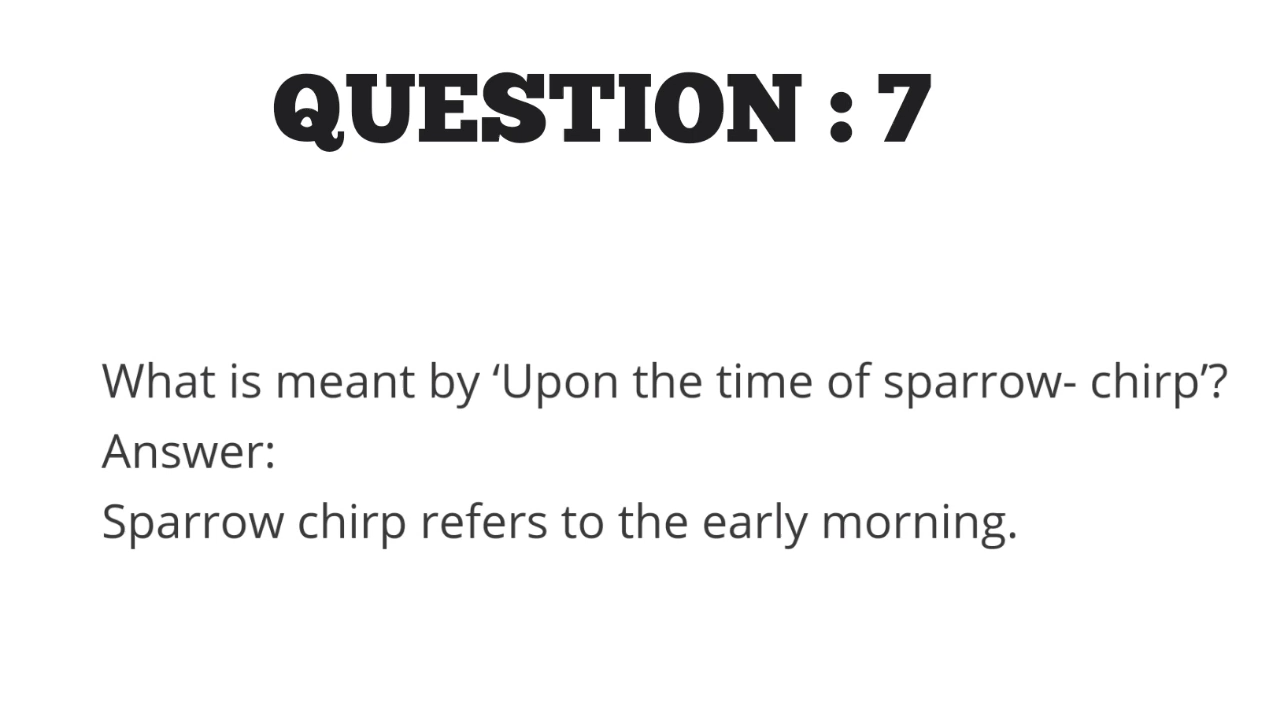 QUESTION : 7
What is meant by ‘Upon the time of sparrow- chirp’?
Answer:
Sparrow chirp refers to the early morning.